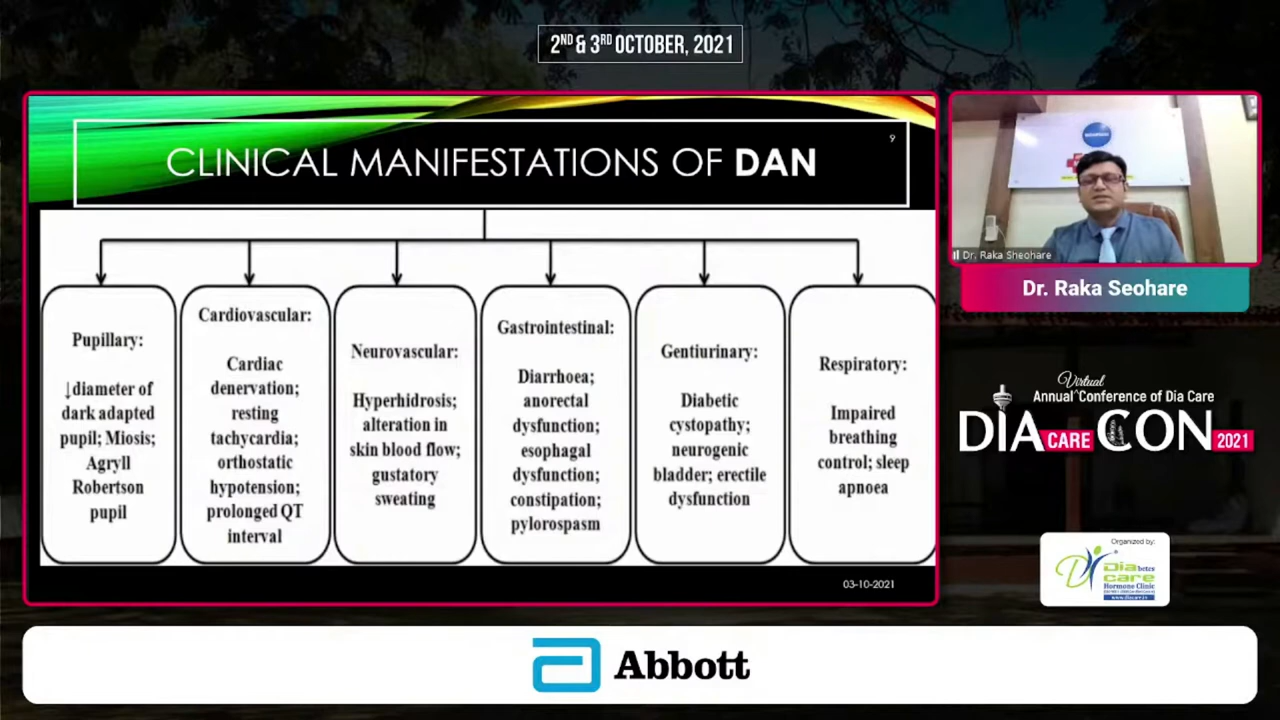 2ND & 3RD OCTOBER, 2021
9
CLINICAL MANIFESTATIONS OF DAN
Pupillary:
↓diameter of
dark adapted
pupil; Miosis;
Agryll
Robertson
pupil
Cardiovascular:
Cardiac
denervation;
resting
tachycardia;
orthostatic
hypotension;
prolonged QT
interval
Neurovascular:
Hyperhidrosis;
alteration in
skin blood flow;
gustatory
sweating
Gastrointestinal:
Diarrhoea;
anorectal
dysfunction;
esophagal
dysfunction;
constipation;
pylorospasm
Gentiurinary:
Diabetic
cystopathy;
neurogenic
bladder; erectile
dysfunction
Respiratory:
Impaired
breathing
control; sleep
apnoea
03-10-2021
Dr. Raka Sheohare
Dr. Raka Seohare
Virtual
Annual Conference of Dia Care
DIA CARE CON 2021
Organized by:
Diabetes
care
Hormone Clinic
Abbott